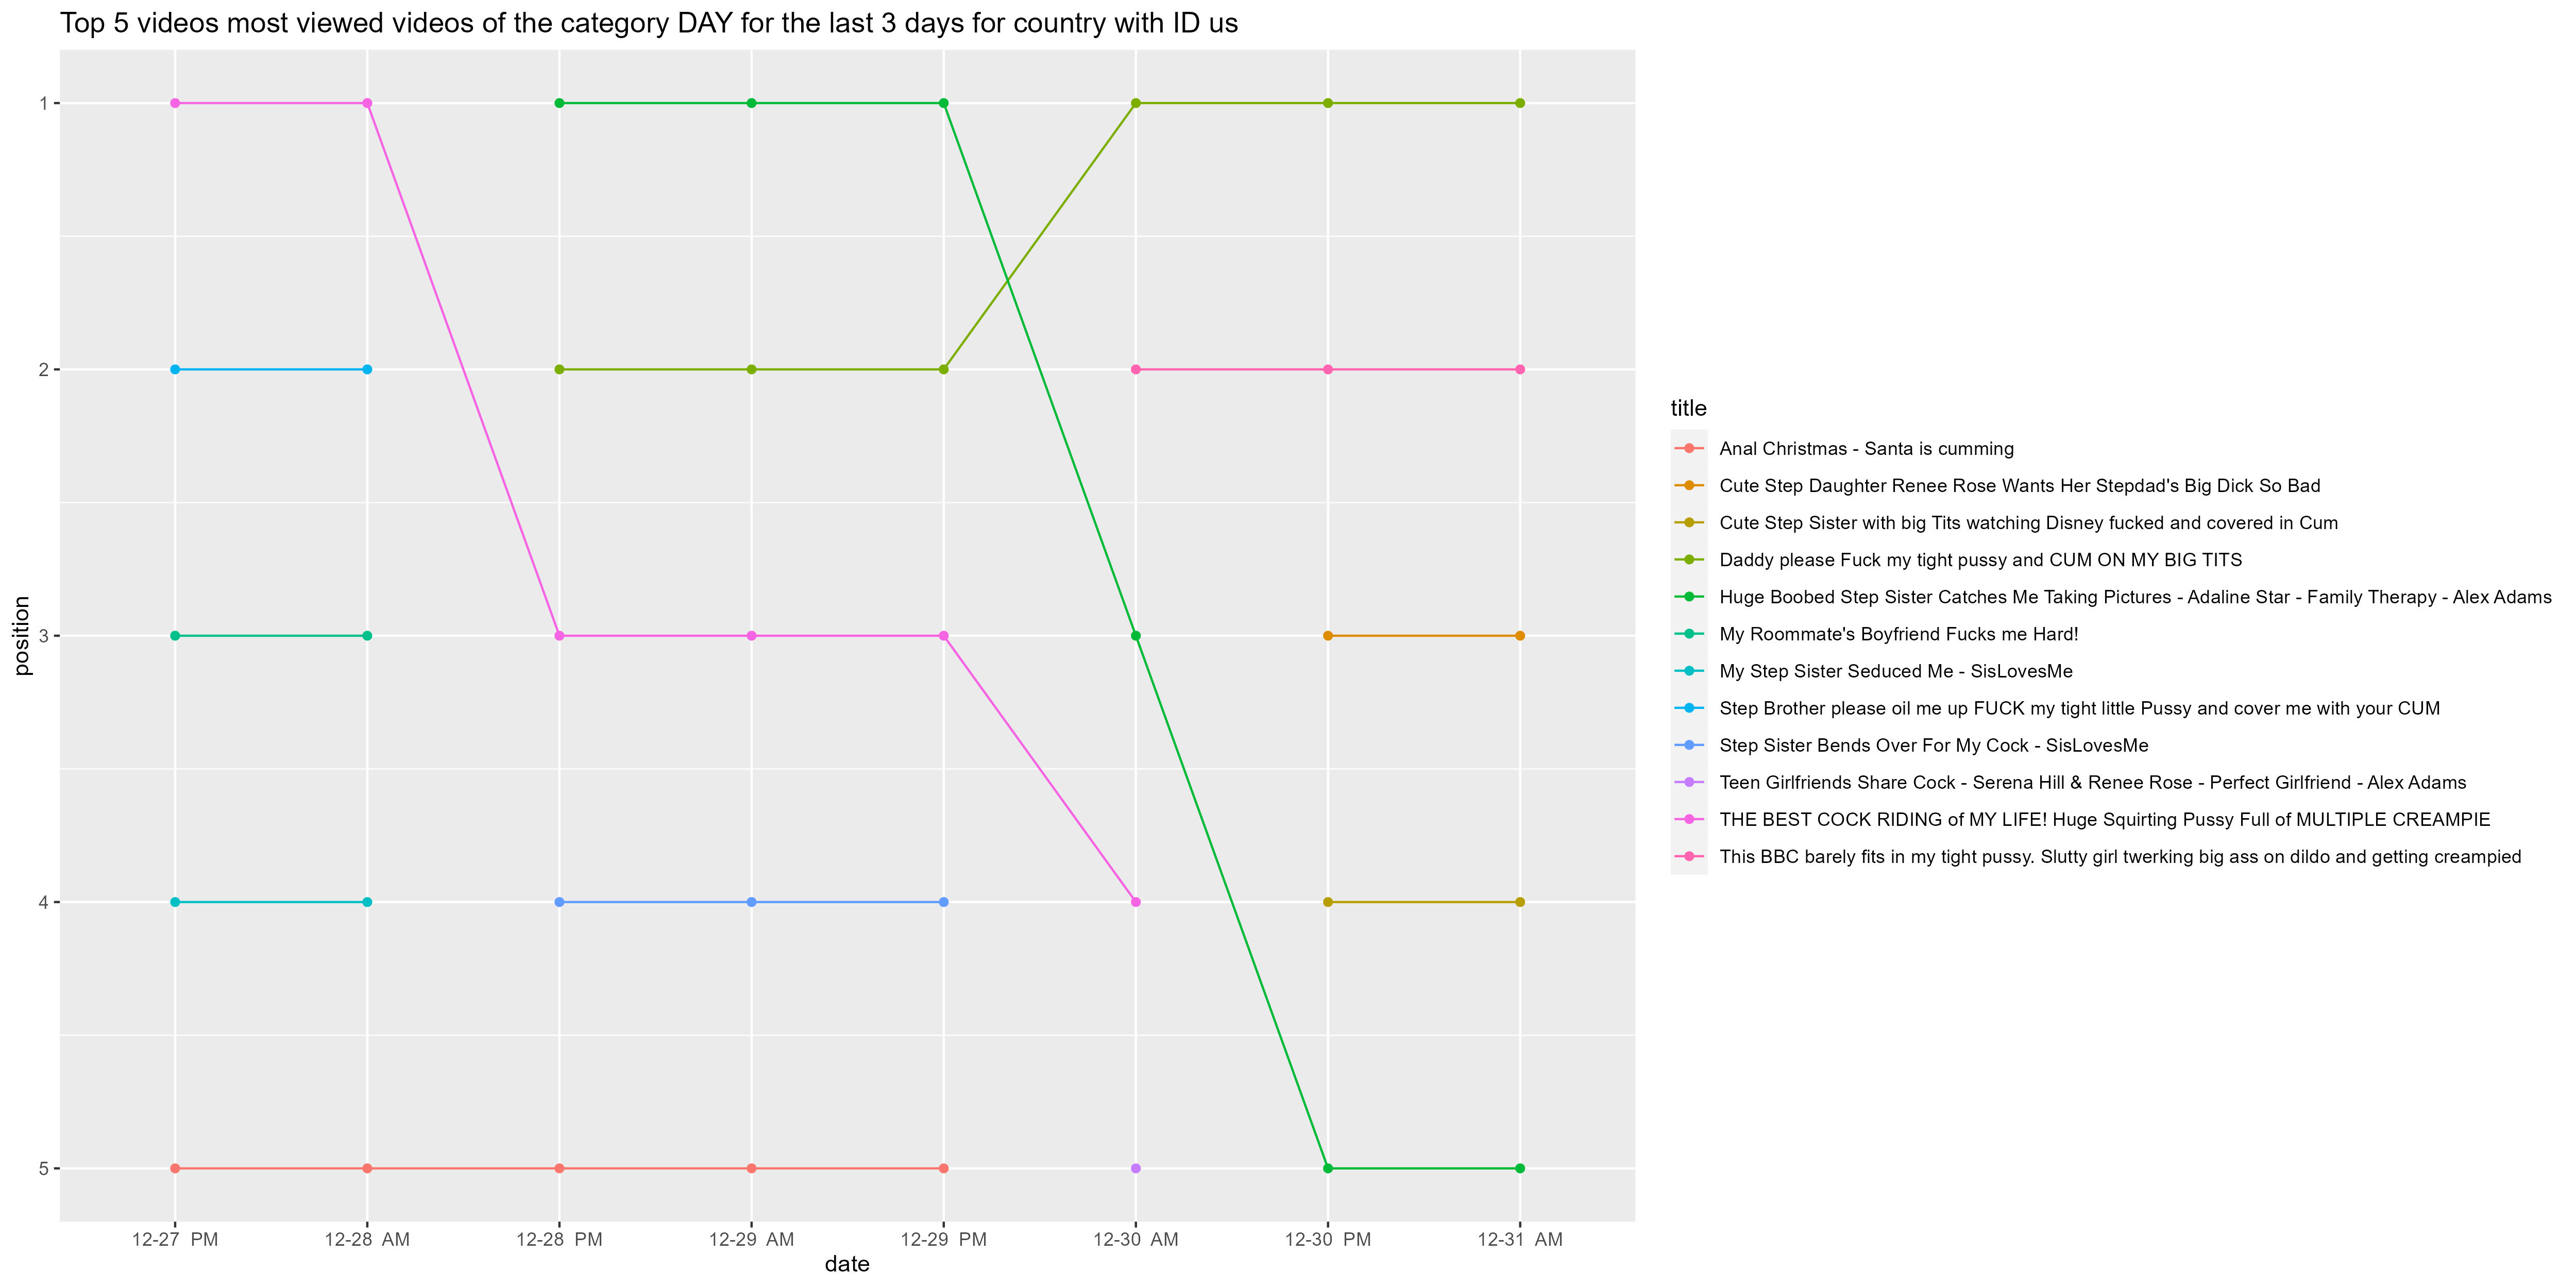 Top 5 videos most viewed videos of the category DAY for the last 3 days for country with ID us
position
1
2
3
4
5
12-27 PM
12-28 AM
12-28 PM
12-29 AM
12-29 PM
12-30 AM
12-30 PM
12-31 AM
date
title
Anal Christmas - Santa is cumming
Cute Step Daughter Renee Rose Wants Her Stepdad's Big Dick So Bad
Cute Step Sister with big Tits watching Disney fucked and covered in Cum
Daddy please Fuck my tight pussy and CUM ON MY BIG TITS
Huge Boobed Step Sister Catches Me Taking Pictures - Adaline Star - Family Therapy - Alex Adams
My Roommate's Boyfriend Fucks me Hard!
My Step Sister Seduced Me - SisLovesMe
Step Brother please oil me up FUCK my tight little Pussy and cover me with your CUM
Step Sister Bends Over For My Cock - SisLovesMe
Teen Girlfriends Share Cock - Serena Hill & Renee Rose - Perfect Girlfriend - Alex Adams
THE BEST COCK RIDING of MY LIFE! Huge Squirting Pussy Full of MULTIPLE CREAMPIE
This BBC barely fits in my tight pussy. Slutty girl twerking big ass on dildo and getting creampied